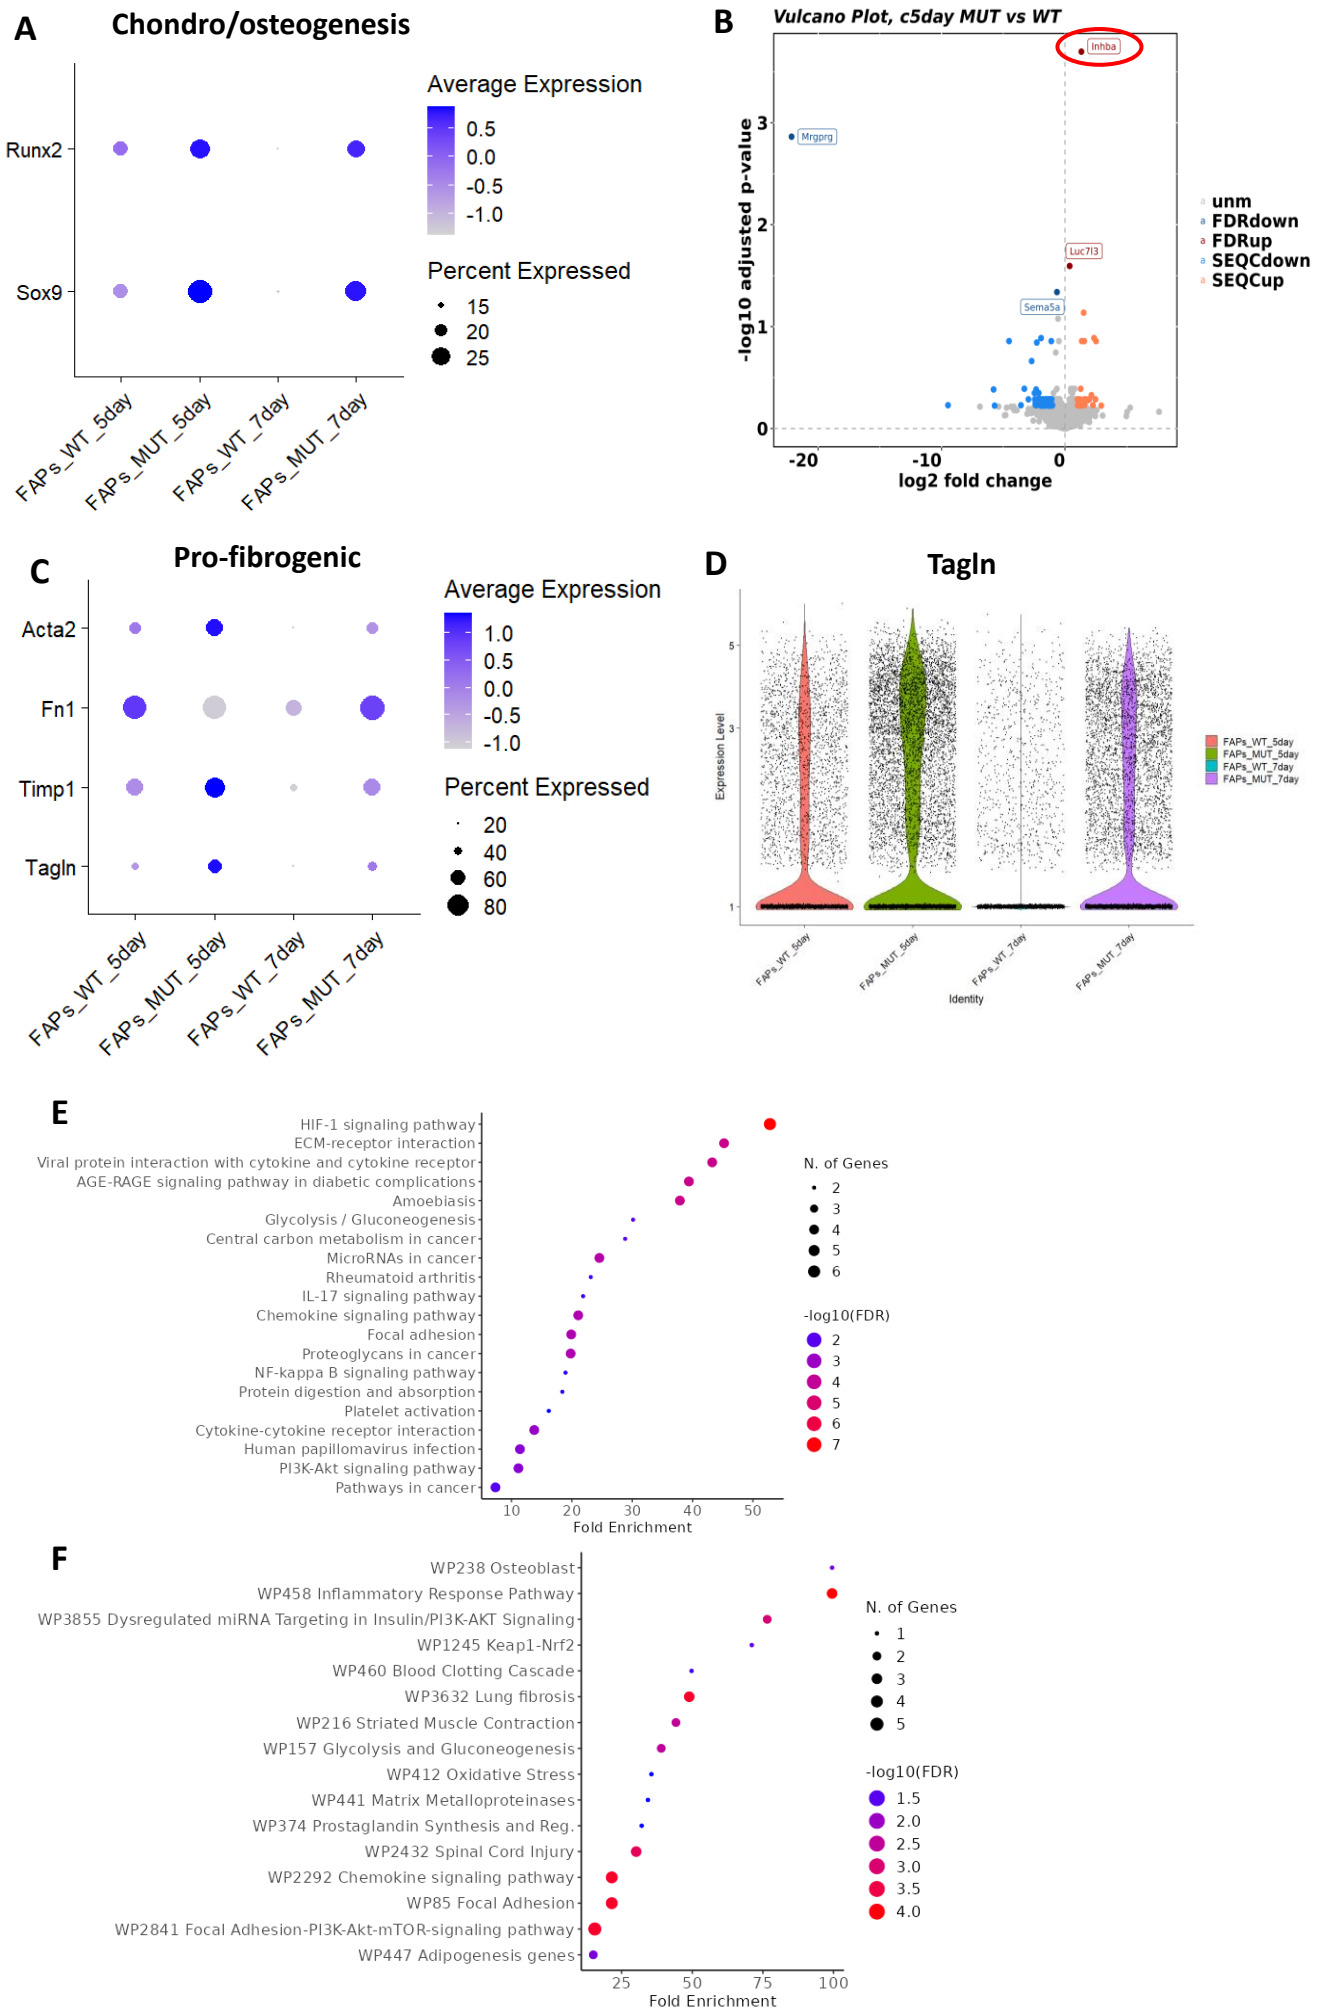 A
Chondro/osteogenesis
Runx2
Sox9
FAPs_WT_5day
FAPs_MUT_5day
FAPs_WT_7day
FAPs_MUT_7day
Average Expression
0.5
0.0
-0.5
-1.0
Percent Expressed
15
20
25
B
Vulcano Plot, c5day MUT vs WT
-log10 adjusted p-value
3
2
1
0
Inhba
Mrgprg
Luc7l3
Sema5a
-20
-10
0
log2 fold change
a unm
a FDRdown
a FDRup
a SEQCdown
a SEQCup
C
Pro-fibrogenic
Acta2
Fn1
Timp1
Tagln
FAPs_WT_5day
FAPs_MUT_5day
FAPs_WT_7day
FAPs_MUT_7day
Average Expression
1.0
0.5
0.0
-0.5
-1.0
Percent Expressed
20
40
60
80
D
Tagln
Expression Level
5
3
1
FAPs_WT_5day
FAPs_MUT_5day
FAPs_WT_7day
FAPs_MUT_7day
Identity
FAPs_WT_5day
FAPs_MUT_5day
FAPs_WT_7day
FAPs_MUT_7day
E
HIF-1 signaling pathway
ECM-receptor interaction
Viral protein interaction with cytokine and cytokine receptor
AGE-RAGE signaling pathway in diabetic complications
Amoebiasis
Glycolysis / Gluconeogenesis
Central carbon metabolism in cancer
MicroRNAs in cancer
Rheumatoid arthritis
IL-17 signaling pathway
Chemokine signaling pathway
Focal adhesion
Proteoglycans in cancer
NF-kappa B signaling pathway
Protein digestion and absorption
Platelet activation
Cytokine-cytokine receptor interaction
Human papillomavirus infection
PI3K-Akt signaling pathway
Pathways in cancer
10
20
30
40
50
Fold Enrichment
N. of Genes
2
3
4
5
6
-log10(FDR)
2
3
4
5
6
7
F
WP238 Osteoblast
WP458 Inflammatory Response Pathway
WP3855 Dysregulated miRNA Targeting in Insulin/PI3K-AKT Signaling
WP1245 Keap1-Nrf2
WP460 Blood Clotting Cascade
WP3632 Lung fibrosis
WP216 Striated Muscle Contraction
WP157 Glycolysis and Gluconeogenesis
WP412 Oxidative Stress
WP441 Matrix Metalloproteinases
WP374 Prostaglandin Synthesis and Reg.
WP2432 Spinal Cord Injury
WP2292 Chemokine signaling pathway
WP85 Focal Adhesion
WP2841 Focal Adhesion-PI3K-Akt-mTOR-signaling pathway
WP447 Adipogenesis genes
25
50
75
100
Fold Enrichment
N. of Genes
1
2
3
4
5
-log10(FDR)
1.5
2.0
2.5
3.0
3.5
4.0